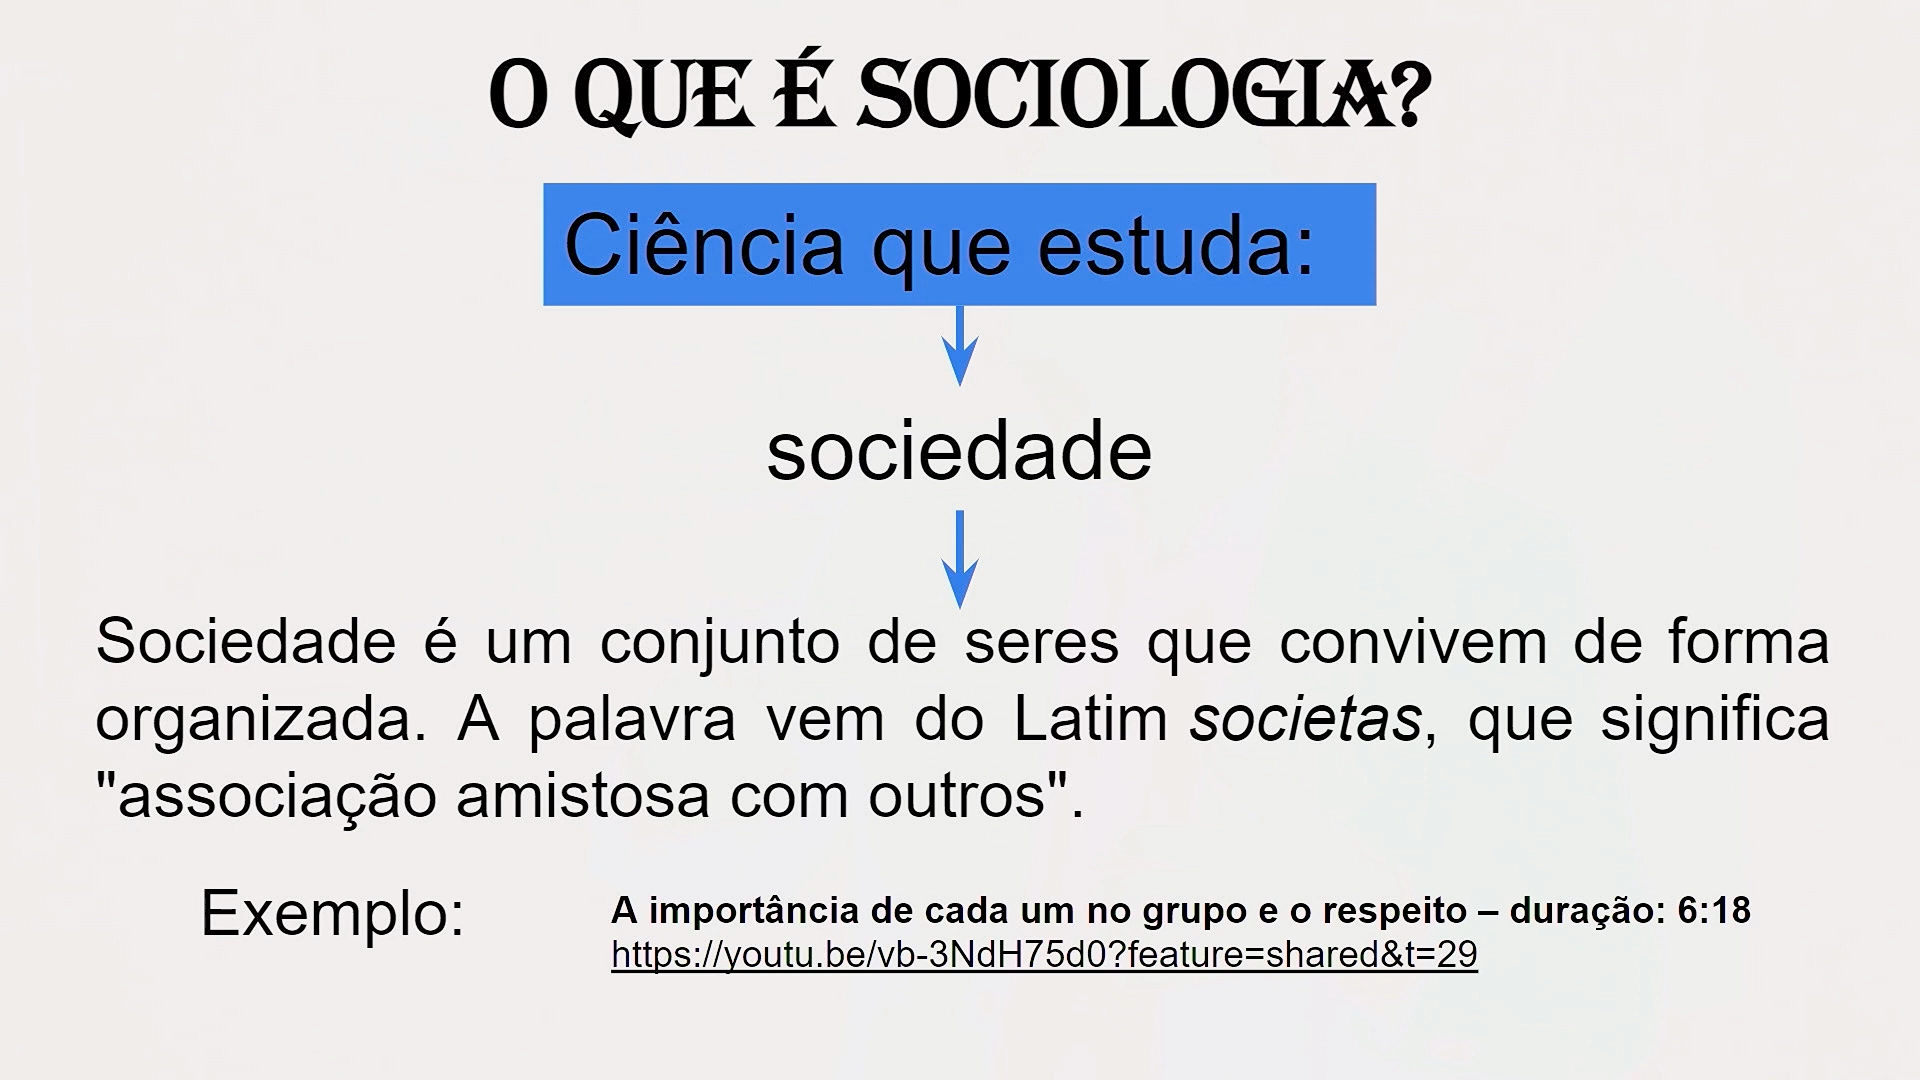 O QUE É SOCIOLOGIA?
Ciência que estuda:
sociedade
Sociedade é um conjunto de seres que convivem de forma
organizada. A palavra vem do Latim societas, que significa
"associação amistosa com outros".
Exemplo:
A importância de cada um no grupo e o respeito – duração: 6:18
https://youtu.be/vb-3NdH75d0?feature=shared&t=29